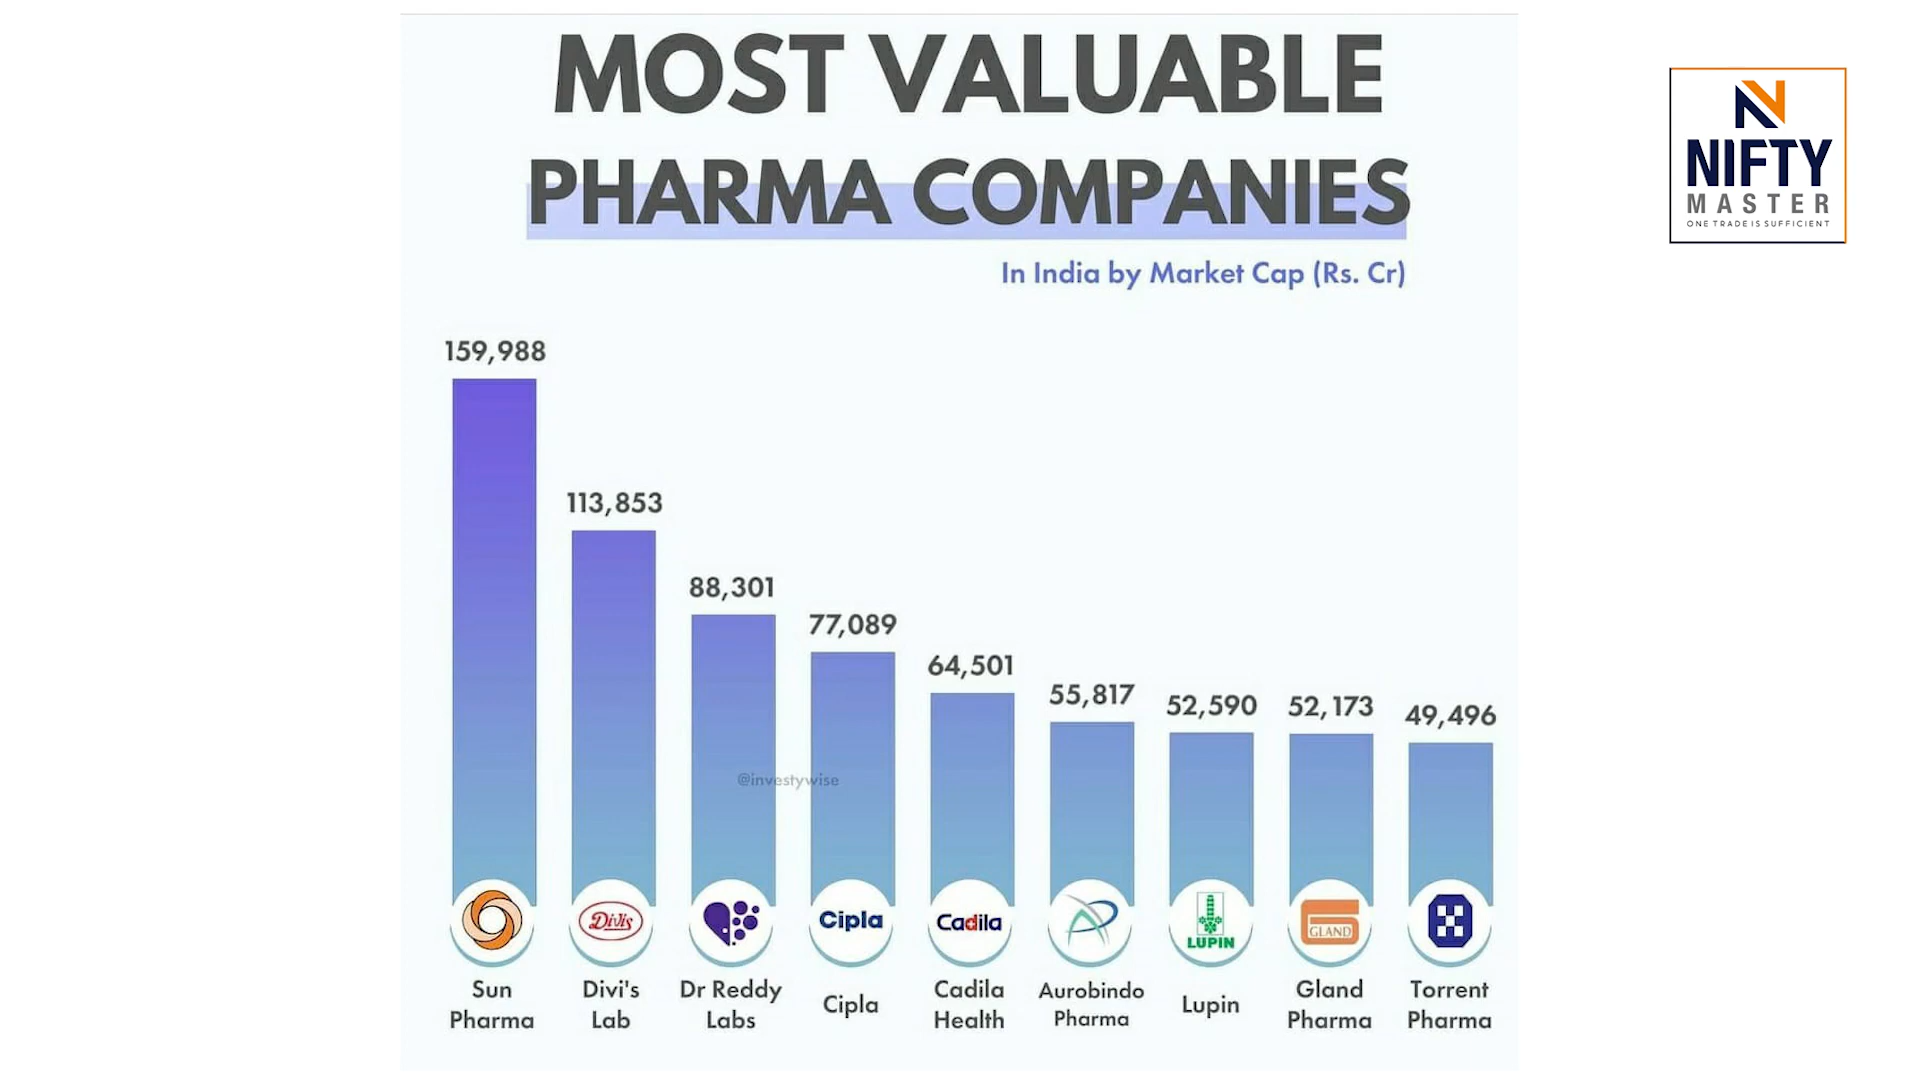 MOST VALUABLE
PHARMA COMPANIES
In India by Market Cap (Rs. Cr)
NIFTY
MASTER
ONE TRADE IS SUFFICIENT
159,988
113,853
88,301
77,089
64,501
55,817
52,590
52,173
49,496
@investywise
Divis
Cipla
Cadila
LUPIN
GLAND
Sun
Pharma
Divi's
Lab
Dr Reddy
Labs
Cipla
Cadila
Health
Aurobindo
Pharma
Lupin
Gland
Pharma
Torrent
Pharma